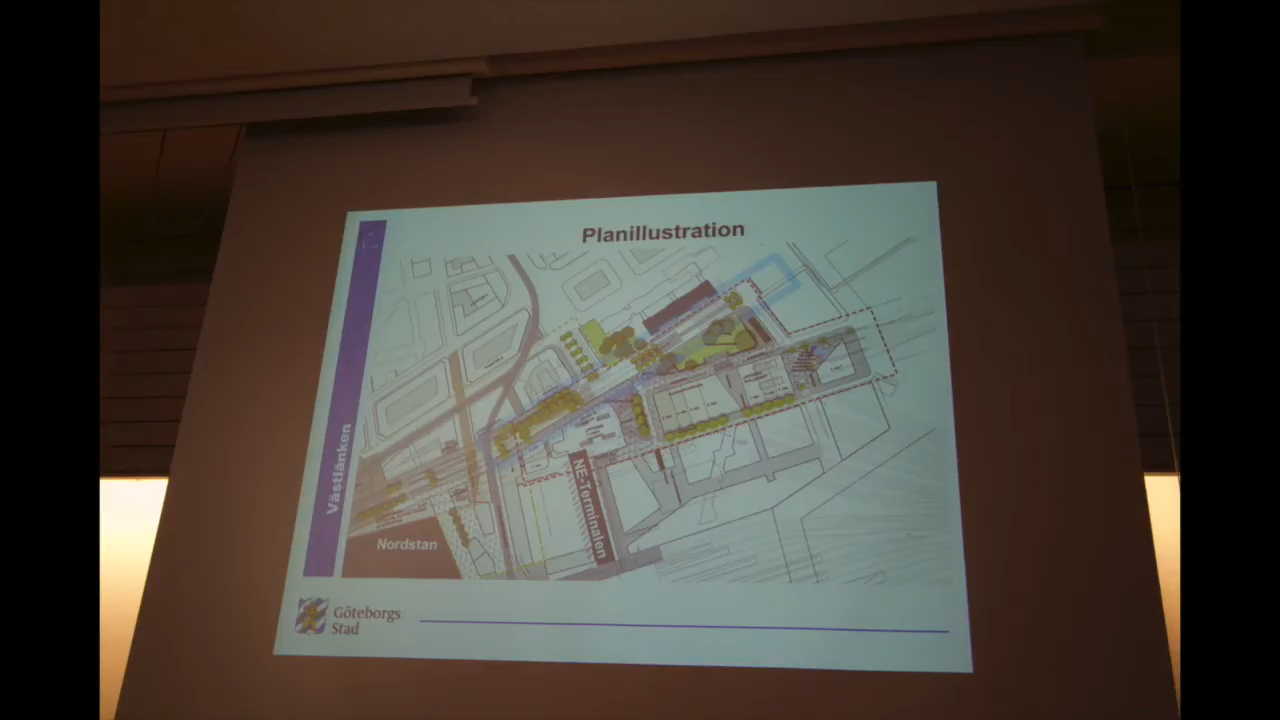 Planillustration
Västlänken
NE-Terminalen
Nordstan
Göteborgs
Stad